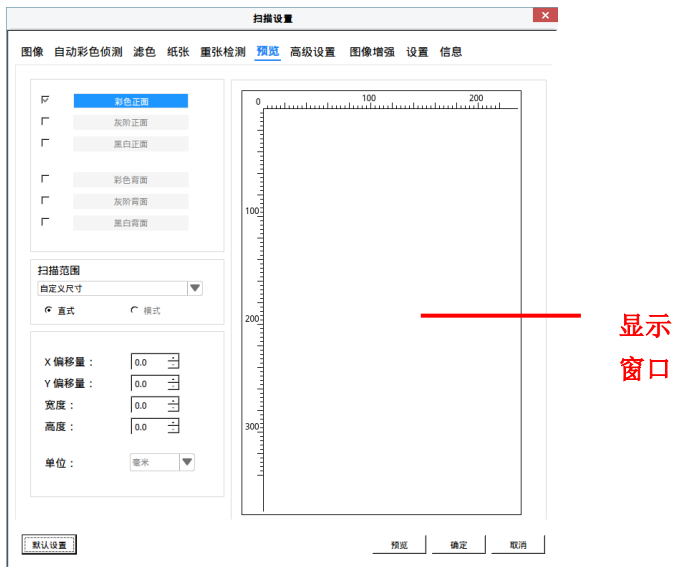 扫描设置
×
图像 自动彩色侦测 滤色 纸张 重张检测 预览 高级设置 图像增强 设置 信息
彩色正面
灰阶正面
黑白正面
彩色背面
灰阶背面
黑白背面
扫描范围
自定义尺寸
直式 横式
X 偏移量： 0.0
Y 偏移量： 0.0
宽度： 0.0
高度： 0.0
单位： 毫米
0 100 200
100
200
300
显示
窗口
默认设置 预览 确定 取消